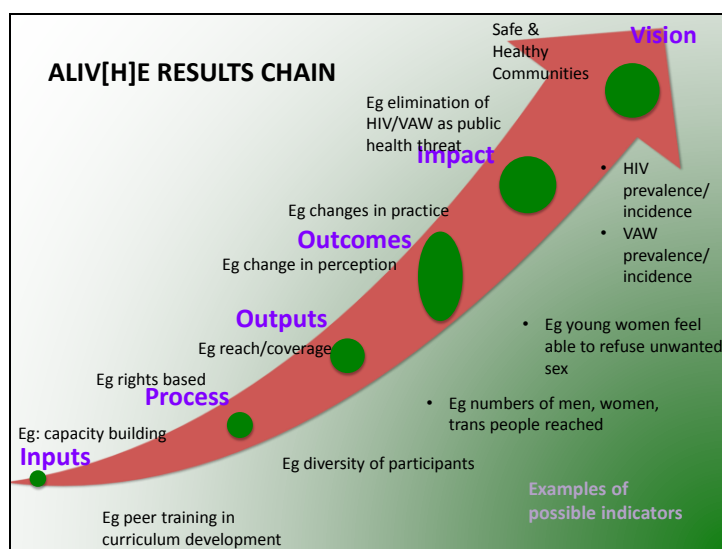 ALIV[H]E RESULTS CHAIN
Safe &
Healthy
Communities
Vision
Eg elimination of
HIV/VAW as public
health threat
Impact
Eg changes in practice
Outcomes
Eg change in perception
Outputs
Eg reach/coverage
Eg rights based
Process
Eg: capacity building
Inputs
• HIV
prevalence/
incidence
• VAW
prevalence/
incidence
• Eg young women feel
able to refuse unwanted
sex
• Eg numbers of men, women,
trans people reached
Eg diversity of participants
Eg peer training in
curriculum development
Examples of
possible indicators